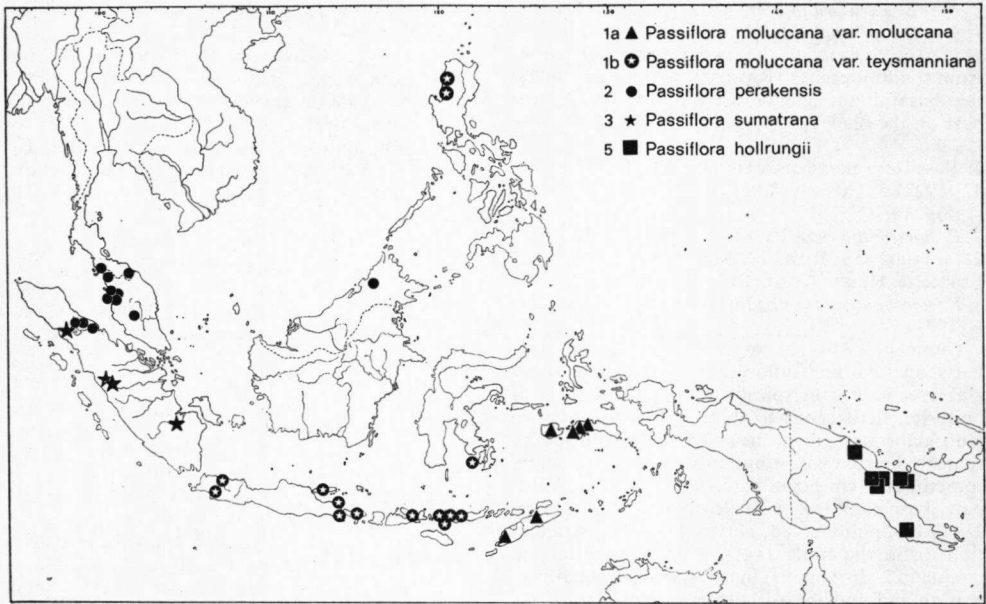 1a ▲ Passiflora moluccana var. moluccana
1b ✪ Passiflora moluccana var. teysmanniana
2 ● Passiflora perakensis
3 ★ Passiflora sumatrana
5 ■ Passiflora hollrungii